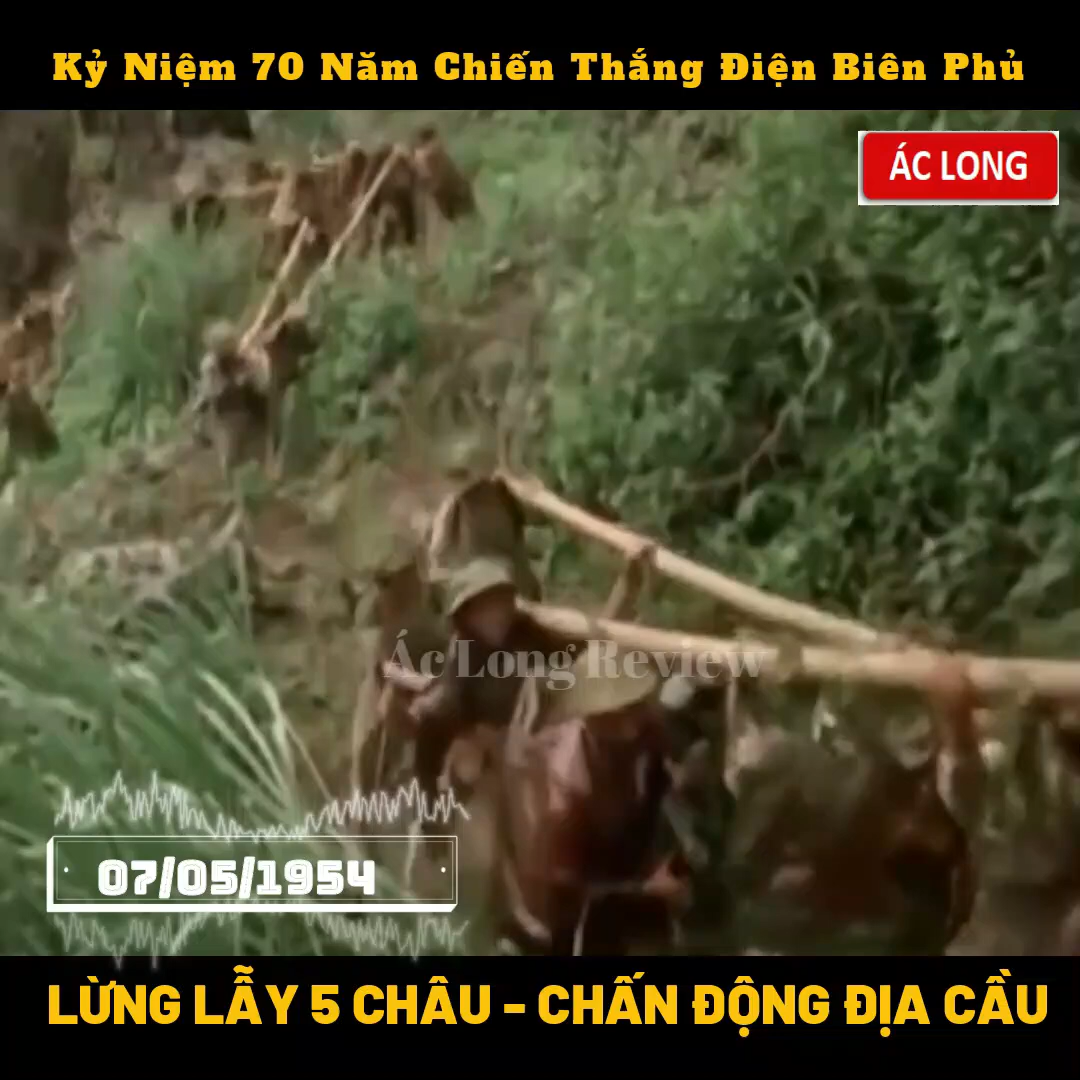 Kỷ Niệm 70 Năm Chiến Thắng Điện Biên Phủ
ÁC LONG
Ác Long Review
07/05/1954
LỪNG LẪY 5 CHÂU - CHẤN ĐỘNG ĐỊA CẦU